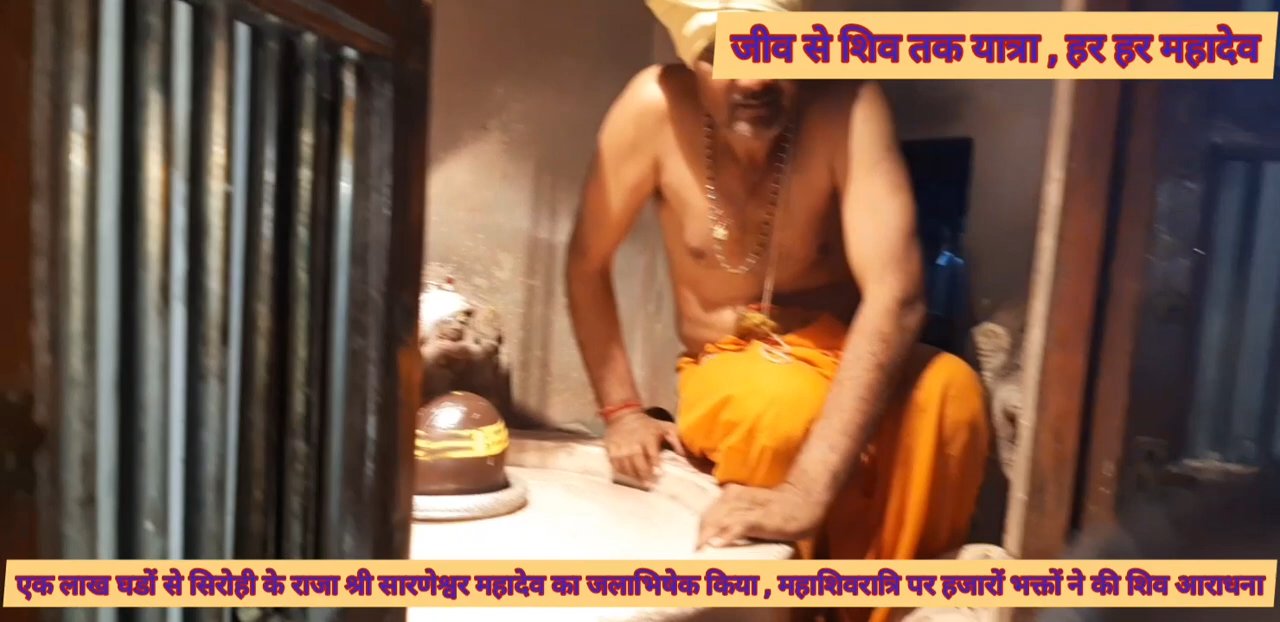 जीव से शिव तक यात्रा , हर हर महादेव
एक लाख घडों से सिरोही के राजा श्री सारणेश्वर महादेव का जलाभिषेक किया , महाशिवरात्रि पर हजारों भक्तों ने की शिव आराधना